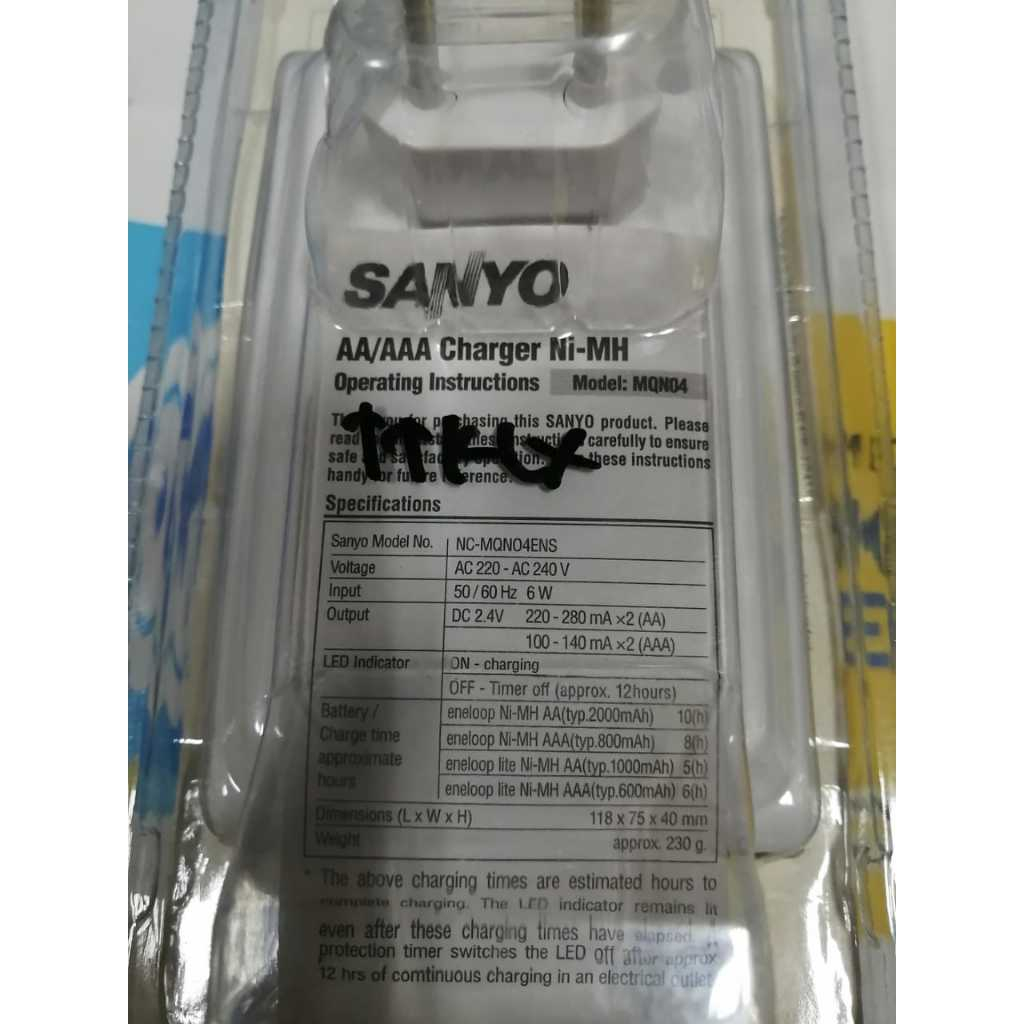 SANYO
AA/AAA Charger Ni-MH
Operating Instructions Model: MQN04
this SANYO product. Please
read carefully to ensure
safe these instructions
handy for future reference.
Specifications
Sanyo Model No. NC-MQN04ENS
Voltage AC 220 - AC 240 V
Input 50 / 60 Hz 6 W
Output DC 2.4V 220 - 280 mA ×2 (AA)
100 - 140 mA ×2 (AAA)
LED Indicator ON - charging
OFF - Timer off (approx. 12hours)
Battery / eneloop Ni-MH AA(typ.2000mAh) 10(h)
Charge time eneloop Ni-MH AAA(typ.800mAh) 8(h)
approximate eneloop lite Ni-MH AA(typ.1000mAh) 5(h)
hours eneloop lite Ni-MH AAA(typ.600mAh) 6(h)
Dimensions (L x W x H) 118 x 75 x 40 mm
Weight approx. 230 g.
* The above charging times are estimated hours to
complete charging. The LED indicator remains lit
even after these charging times have elapsed. A
protection timer switches the LED off after approx
12 hrs of comtinuous charging in an electrical outlet